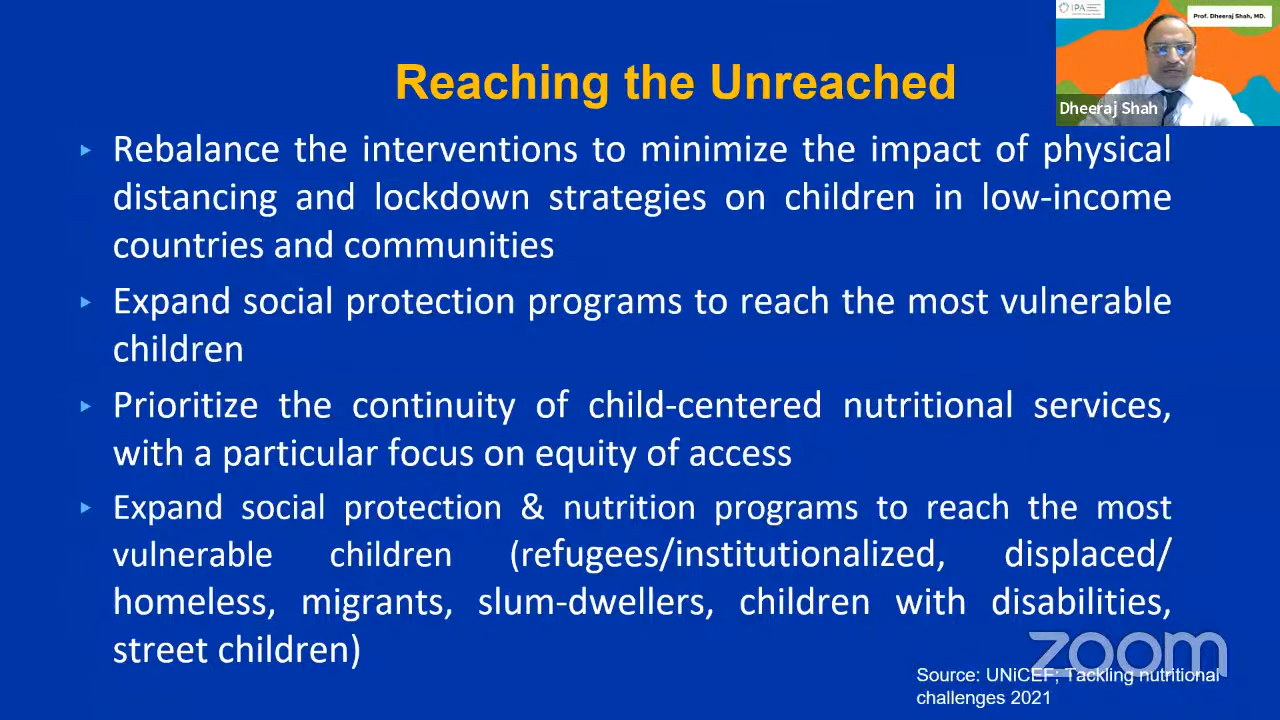 IPA
Prof. Dheeraj Shah, MD.
Dheeraj Shah
Reaching the Unreached
Rebalance the interventions to minimize the impact of physical
distancing and lockdown strategies on children in low-income
countries and communities
Expand social protection programs to reach the most vulnerable
children
Prioritize the continuity of child-centered nutritional services,
with a particular focus on equity of access
Expand social protection & nutrition programs to reach the most
vulnerable children (refugees/institutionalized, displaced/
homeless, migrants, slum-dwellers, children with disabilities,
street children)
zoom
Source: UNiCEF; Tackling nutritional
challenges 2021